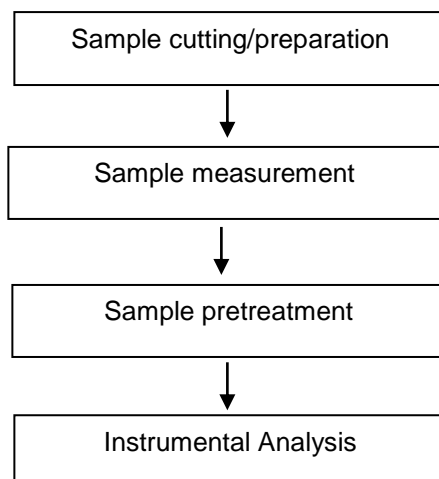 Sample cutting/preparation
Sample measurement
Sample pretreatment
Instrumental Analysis